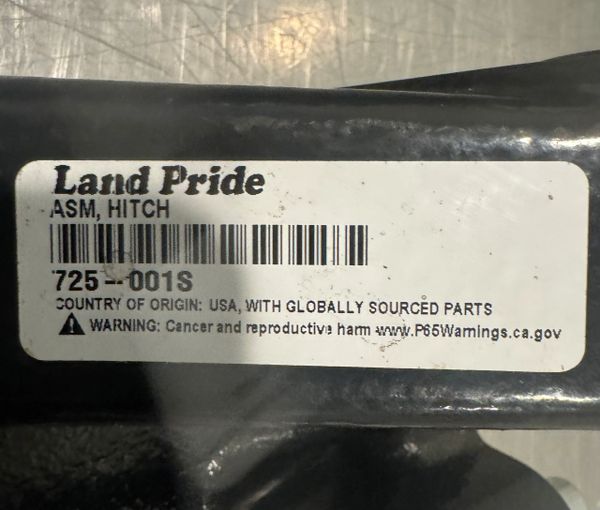 Land Pride
ASM, HITCH
725-001S
COUNTRY OF ORIGIN: USA, WITH GLOBALLY SOURCED PARTS
WARNING: Cancer and reproductive harm www.P65Warnings.ca.gov